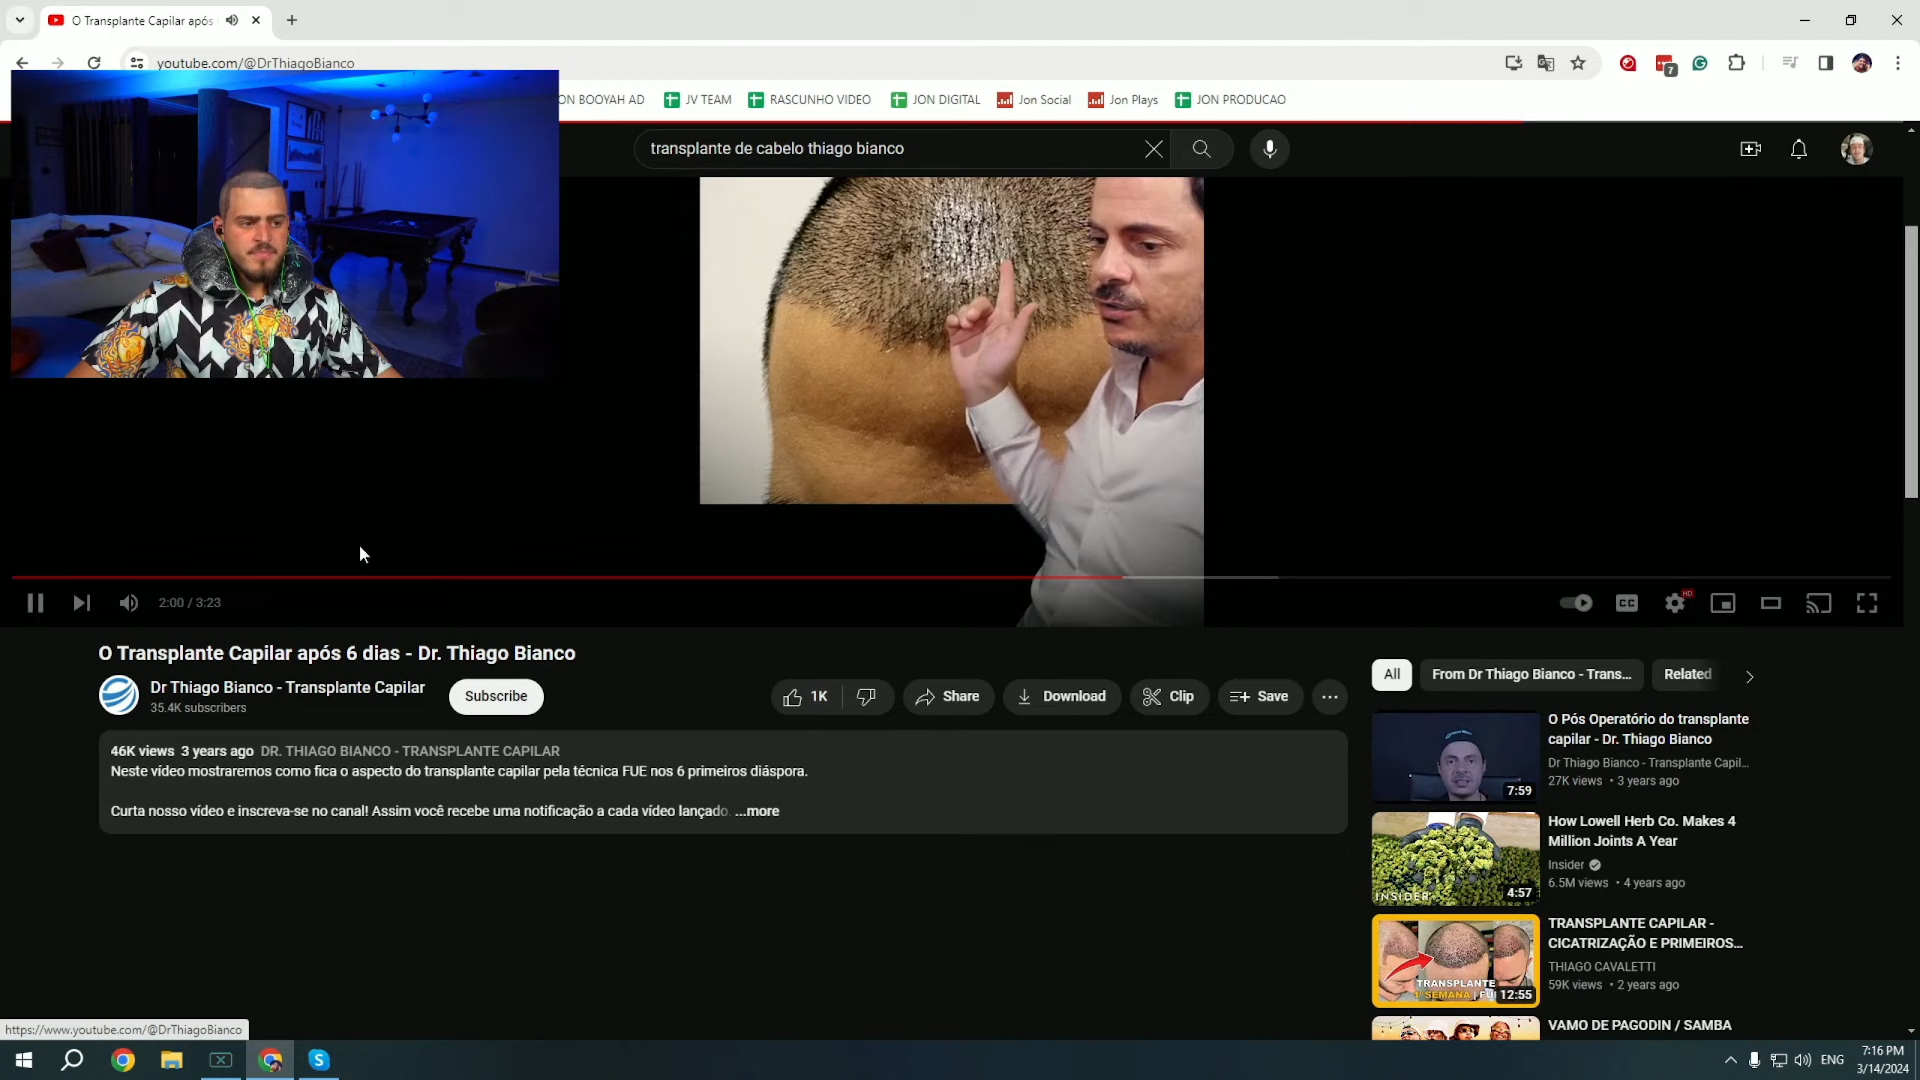 O Transplante Capilar após
youtube.com/@DrThiagoBianco
7
ON BOOYAH AD
JV TEAM
RASCUNHO VIDEO
JON DIGITAL
Jon Social
Jon Plays
JON PRODUCAO
transplante de cabelo thiago bianco
2:00 / 3:23
CC
HD
O Transplante Capilar após 6 dias - Dr. Thiago Bianco
Dr Thiago Bianco - Transplante Capilar
35.4K subscribers
Subscribe
1K
Share
Download
Clip
Save
46K views 3 years ago DR. THIAGO BIANCO - TRANSPLANTE CAPILAR
Neste vídeo mostraremos como fica o aspecto do transplante capilar pela técnica FUE nos 6 primeiros diáspora.
Curta nosso vídeo e inscreva-se no canal! Assim você recebe uma notificação a cada vídeo lançado. ...more
All
From Dr Thiago Bianco - Trans...
Related
O Pós Operatório do transplante
capilar - Dr. Thiago Bianco
Dr Thiago Bianco - Transplante Capil...
27K views • 3 years ago
7:59
How Lowell Herb Co. Makes 4
Million Joints A Year
Insider
6.5M views • 4 years ago
INSIDER
4:57
TRANSPLANTE CAPILAR -
CICATRIZAÇÃO E PRIMEIROS...
THIAGO CAVALETTI
59K views • 2 years ago
TRANSPLANTE
1ª SEMANA | FU
12:55
VAMO DE PAGODIN / SAMBA
https://www.youtube.com/@DrThiagoBianco
ENG
7:16 PM
3/14/2024